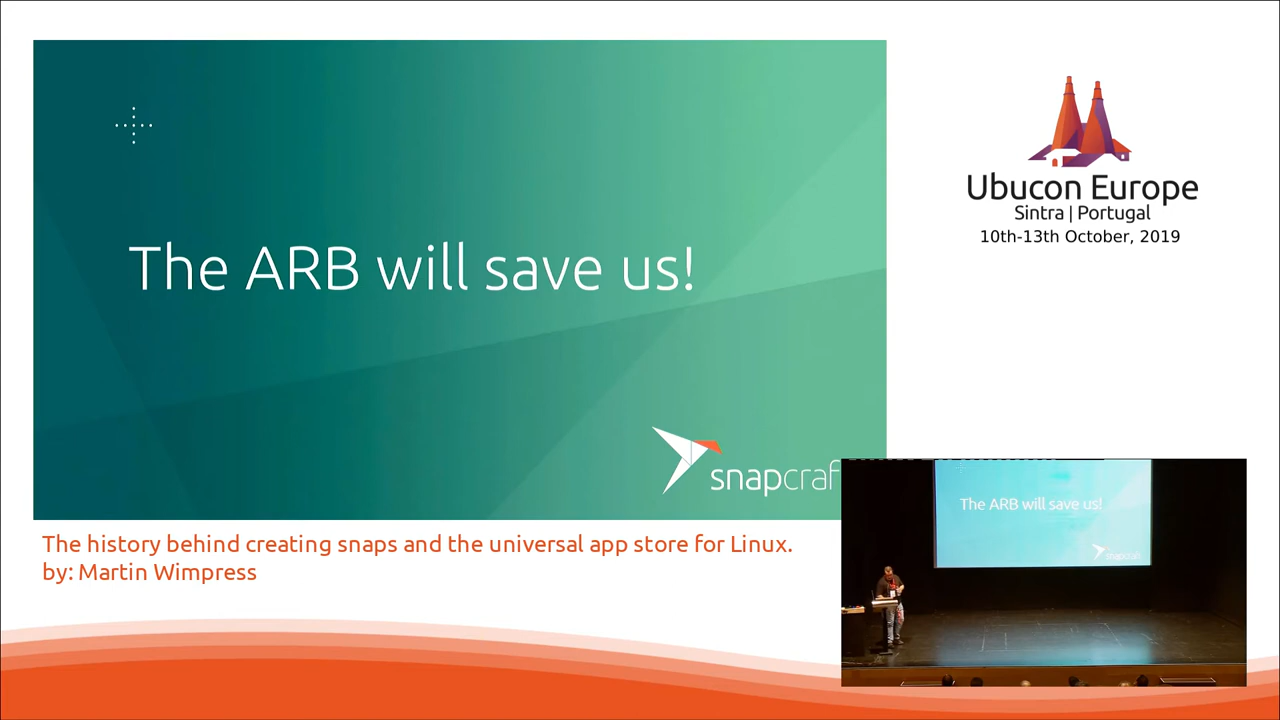 The ARB will save us!
snapcraf
Ubucon Europe
Sintra | Portugal
10th-13th October, 2019
The history behind creating snaps and the universal app store for Linux.
by: Martin Wimpress
The ARB will save us!
snapcraft